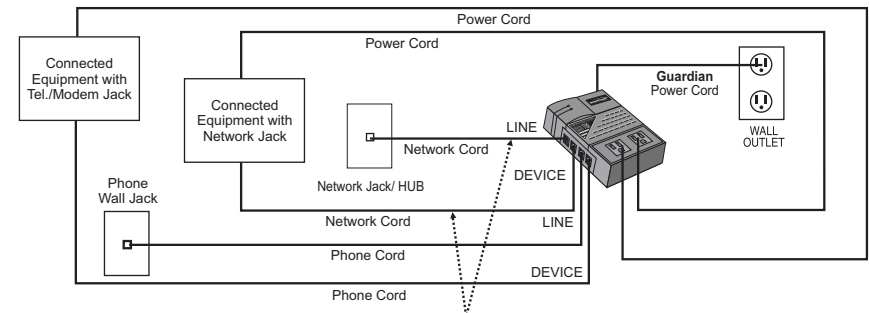 Power Cord
Power Cord
Connected
Equipment with
Tel./Modem Jack
Guardian
Power Cord
Connected
Equipment with
Network Jack
LINE
Network Cord
WALL
OUTLET
DEVICE
Network Jack/ HUB
Phone
Wall Jack
Network Cord
LINE
Phone Cord
DEVICE
Phone Cord